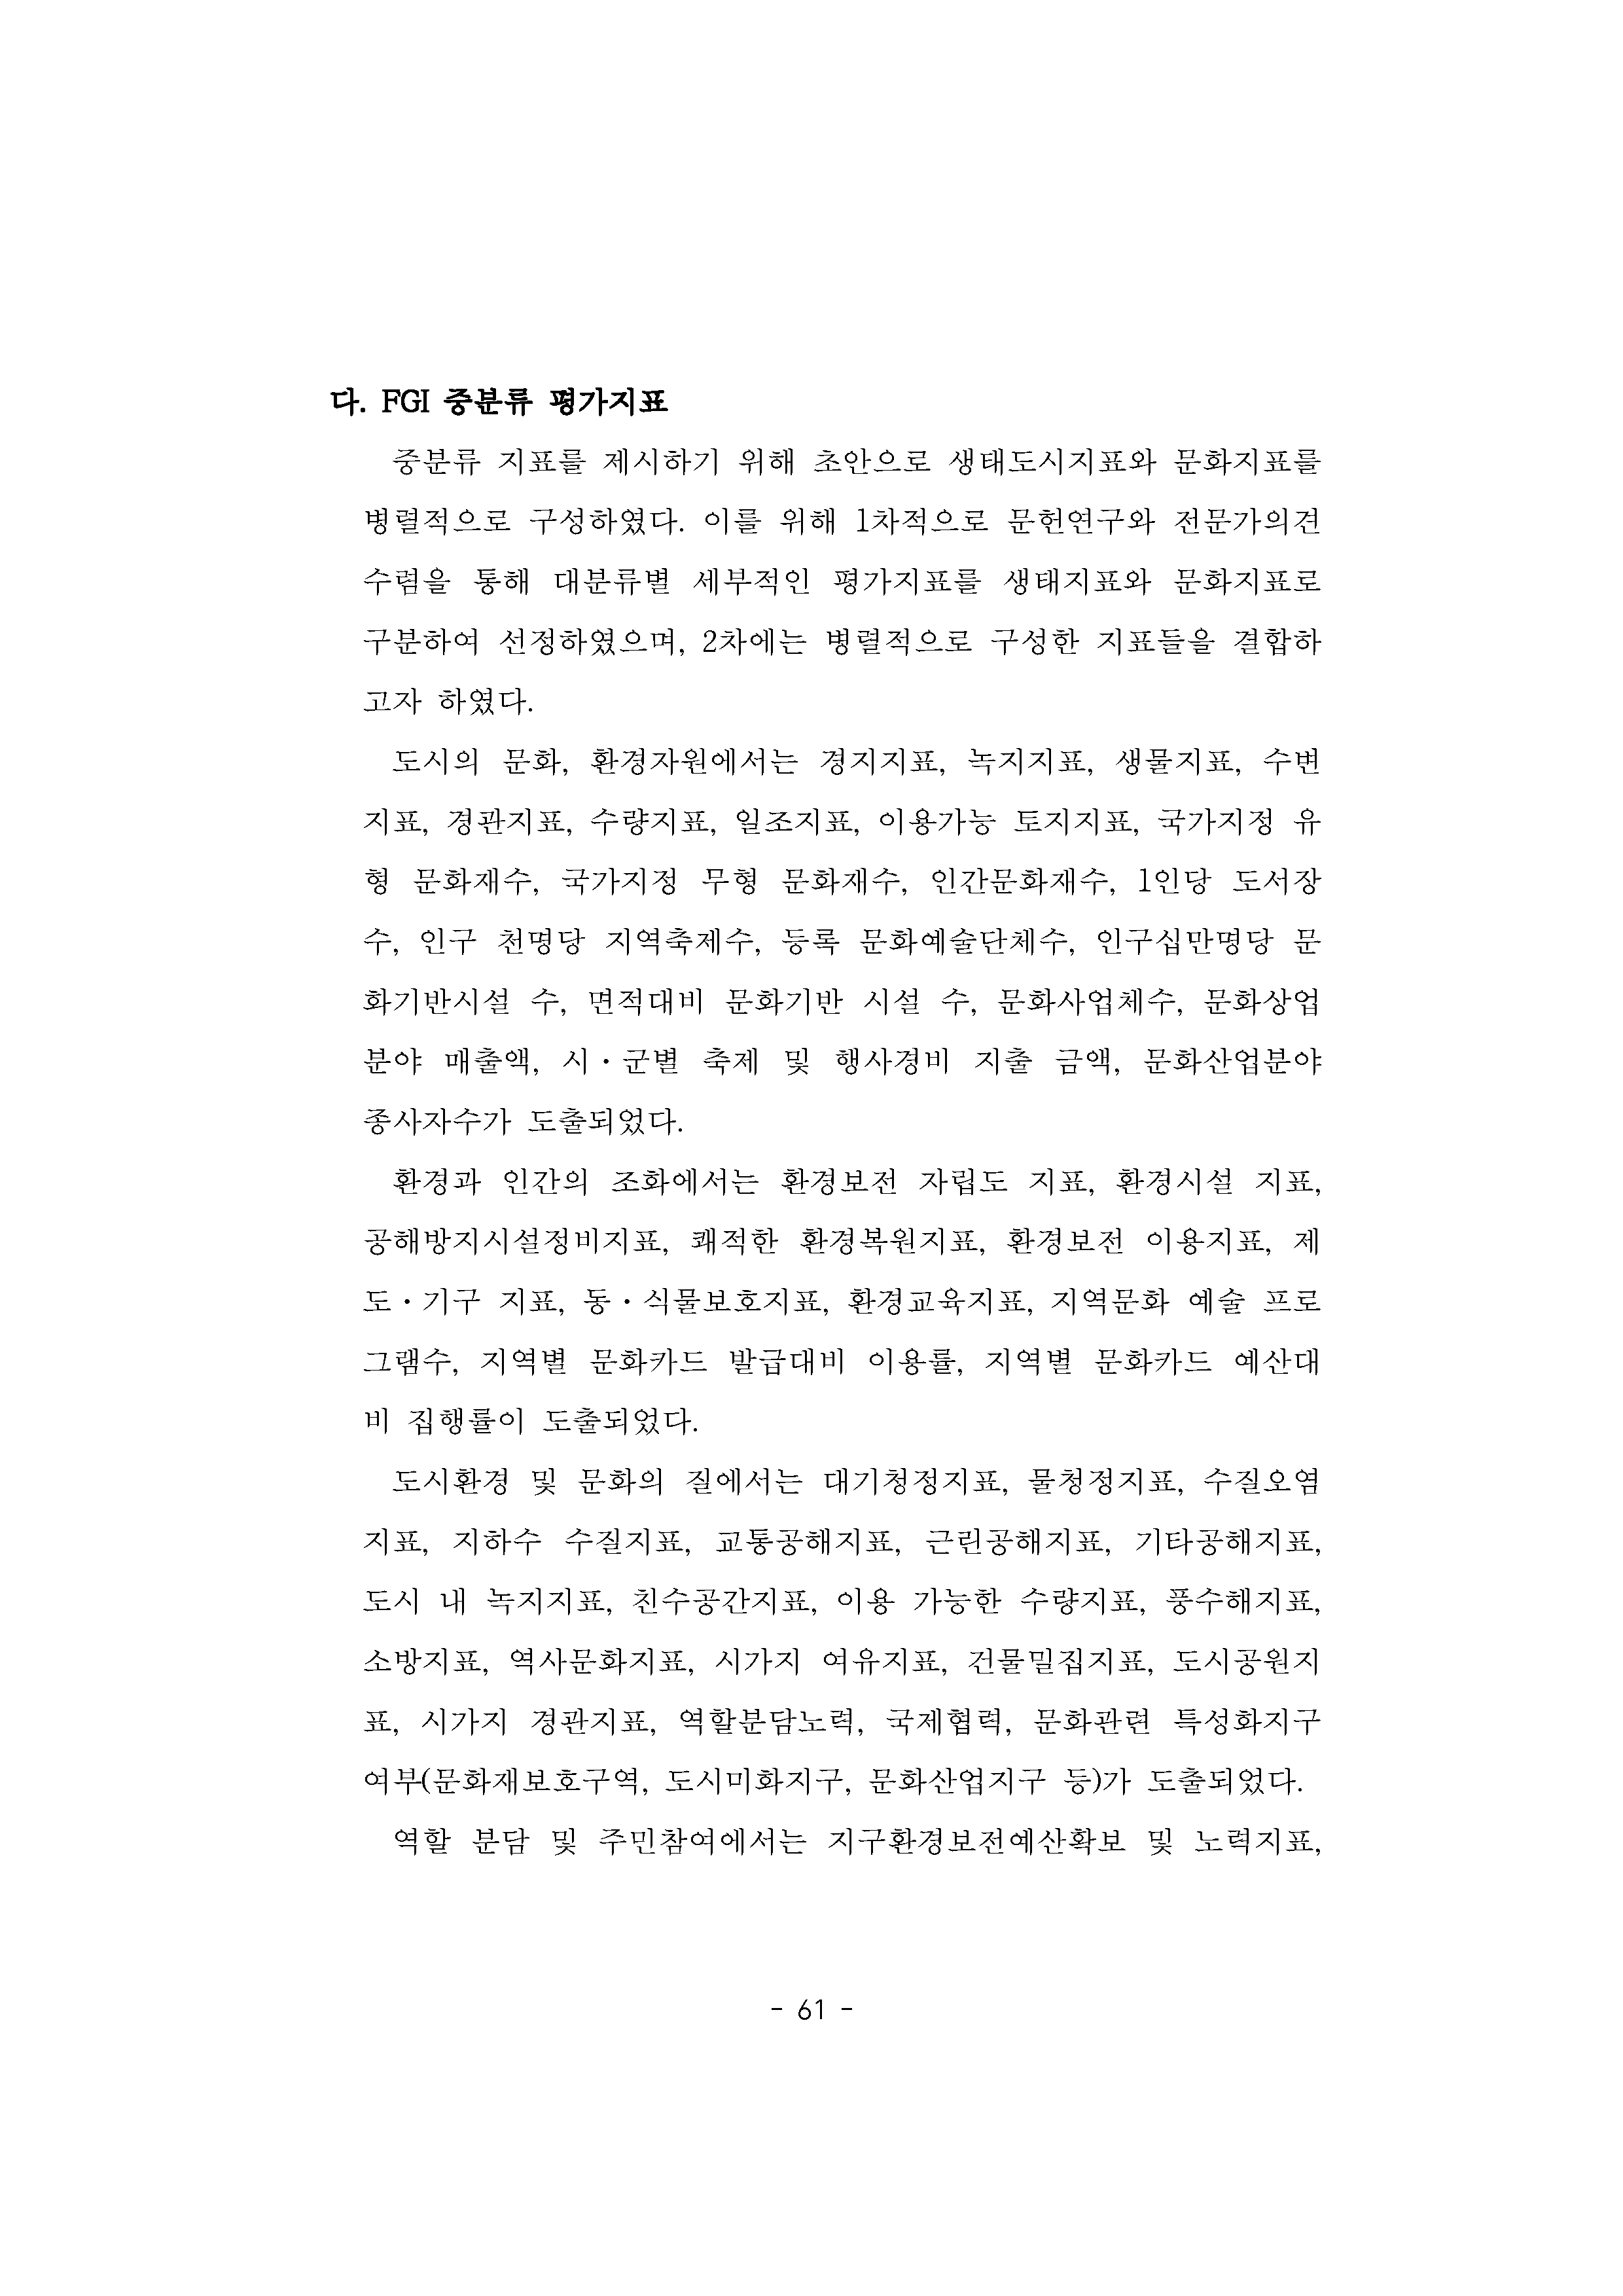 다. FGI 중분류 평가지표
중분류 지표를 제시하기 위해 초안으로 생태도시지표와 문화지표를
병렬적으로 구성하였다. 이를 위해 1차적으로 문헌연구와 전문가의견
수렴을 통해 대분류별 세부적인 평가지표를 생태지표와 문화지표로
구분하여 선정하였으며, 2차에는 병렬적으로 구성한 지표들을 결합하
고자 하였다.
도시의 문화, 환경자원에서는 경지지표, 녹지지표, 생물지표, 수변
지표, 경관지표, 수량지표, 일조지표, 이용가능 토지지표, 국가지정 유
형 문화재수, 국가지정 무형 문화재수, 인간문화재수, 1인당 도서장
수, 인구 천명당 지역축제수, 등록 문화예술단체수, 인구십만명당 문
화기반시설 수, 면적대비 문화기반 시설 수, 문화사업체수, 문화상업
분야 매출액, 시・군별 축제 및 행사경비 지출 금액, 문화산업분야
종사자수가 도출되었다.
환경과 인간의 조화에서는 환경보전 자립도 지표, 환경시설 지표,
공해방지시설정비지표, 쾌적한 환경복원지표, 환경보전 이용지표, 제
도・기구 지표, 동・식물보호지표, 환경교육지표, 지역문화 예술 프로
그램수, 지역별 문화카드 발급대비 이용률, 지역별 문화카드 예산대
비 집행률이 도출되었다.
도시환경 및 문화의 질에서는 대기청정지표, 물청정지표, 수질오염
지표, 지하수 수질지표, 교통공해지표, 근린공해지표, 기타공해지표,
도시 내 녹지지표, 친수공간지표, 이용 가능한 수량지표, 풍수해지표,
소방지표, 역사문화지표, 시가지 여유지표, 건물밀집지표, 도시공원지
표, 시가지 경관지표, 역할분담노력, 국제협력, 문화관련 특성화지구
여부(문화재보호구역, 도시미화지구, 문화산업지구 등)가 도출되었다.
역할 분담 및 주민참여에서는 지구환경보전예산확보 및 노력지표,
- 61 -